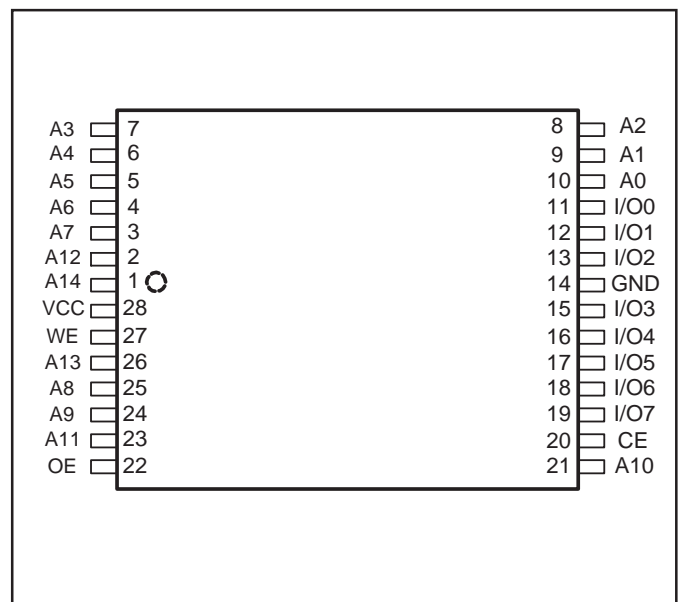 A3 7 8 A2
A4 6 9 A1
A5 5 10 A0
A6 4 11 I/O0
A7 3 12 I/O1
A12 2 13 I/O2
A14 1 14 GND
VCC 28 15 I/O3
WE 27 16 I/O4
A13 26 17 I/O5
A8 25 18 I/O6
A9 24 19 I/O7
A11 23 20 CE
OE 22 21 A10